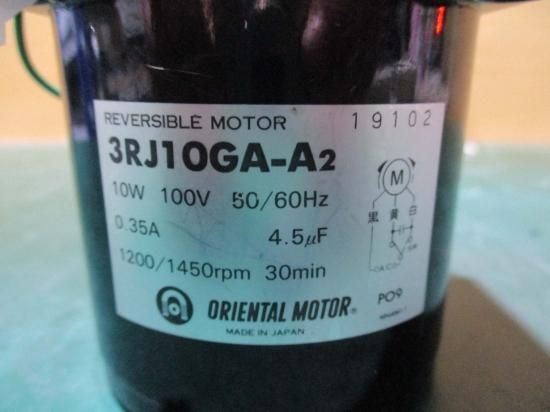 REVERSIBLE MOTOR 19102
3RJ10GA-A2
10W 100V 50/60Hz
0.35A 4.5μF
1200/1450rpm 30min
M
黒 黄 白
PO9
ORIENTAL MOTOR®
MADE IN JAPAN